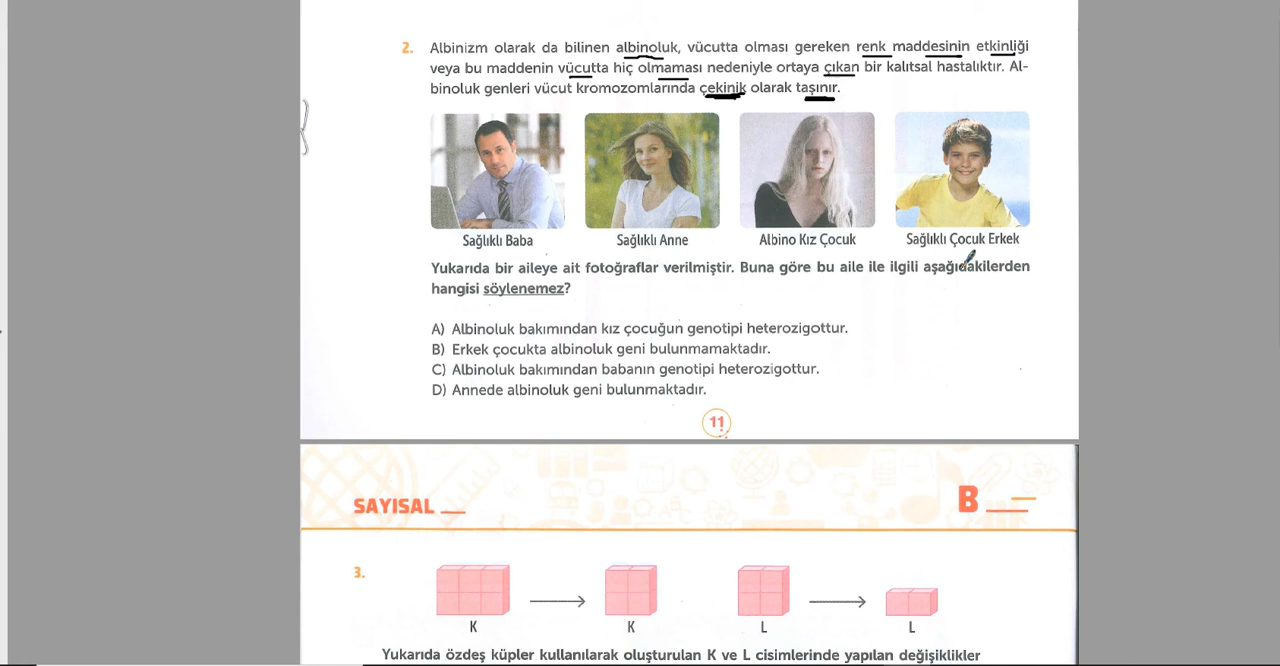 2. Albinizm olarak da bilinen albinoluk, vücutta olması gereken renk maddesinin etkinliği
veya bu maddenin vücutta hiç olmaması nedeniyle ortaya çıkan bir kalıtsal hastalıktır. Al-
binoluk genleri vücut kromozomlarında çekinik olarak taşınır.
Sağlıklı Baba
Sağlıklı Anne
Albino Kız Çocuk
Sağlıklı Çocuk Erkek
Yukarıda bir aileye ait fotoğraflar verilmiştir. Buna göre bu aile ile ilgili aşağıdakilerden
hangisi söylenemez?
A) Albinoluk bakımından kız çocuğun genotipi heterozigottur.
B) Erkek çocukta albinoluk geni bulunmamaktadır.
C) Albinoluk bakımından babanın genotipi heterozigottur.
D) Annede albinoluk geni bulunmaktadır.
11
SAYISAL
B
3.
K
K
L
L
Yukarıda özdeş küpler kullanılarak oluşturulan K ve L cisimlerinde yapılan değişiklikler